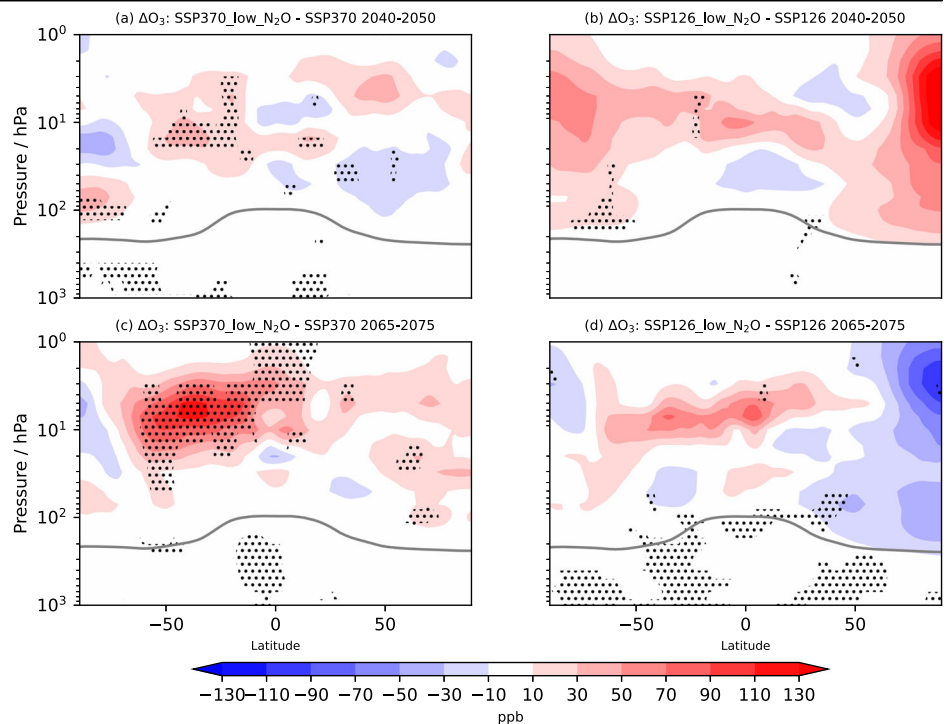 (a) ΔO₃: SSP370_low_N₂O - SSP370 2040-2050
(b) ΔO₃: SSP126_low_N₂O - SSP126 2040-2050
10⁰
10¹
10²
10³
Pressure / hPa
(c) ΔO₃: SSP370_low_N₂O - SSP370 2065-2075
(d) ΔO₃: SSP126_low_N₂O - SSP126 2065-2075
10⁰
10¹
10²
10³
Pressure / hPa
−50 0 50
Latitude
−50 0 50
Latitude
−130 −110 −90 −70 −50 −30 −10 10 30 50 70 90 110 130
ppb